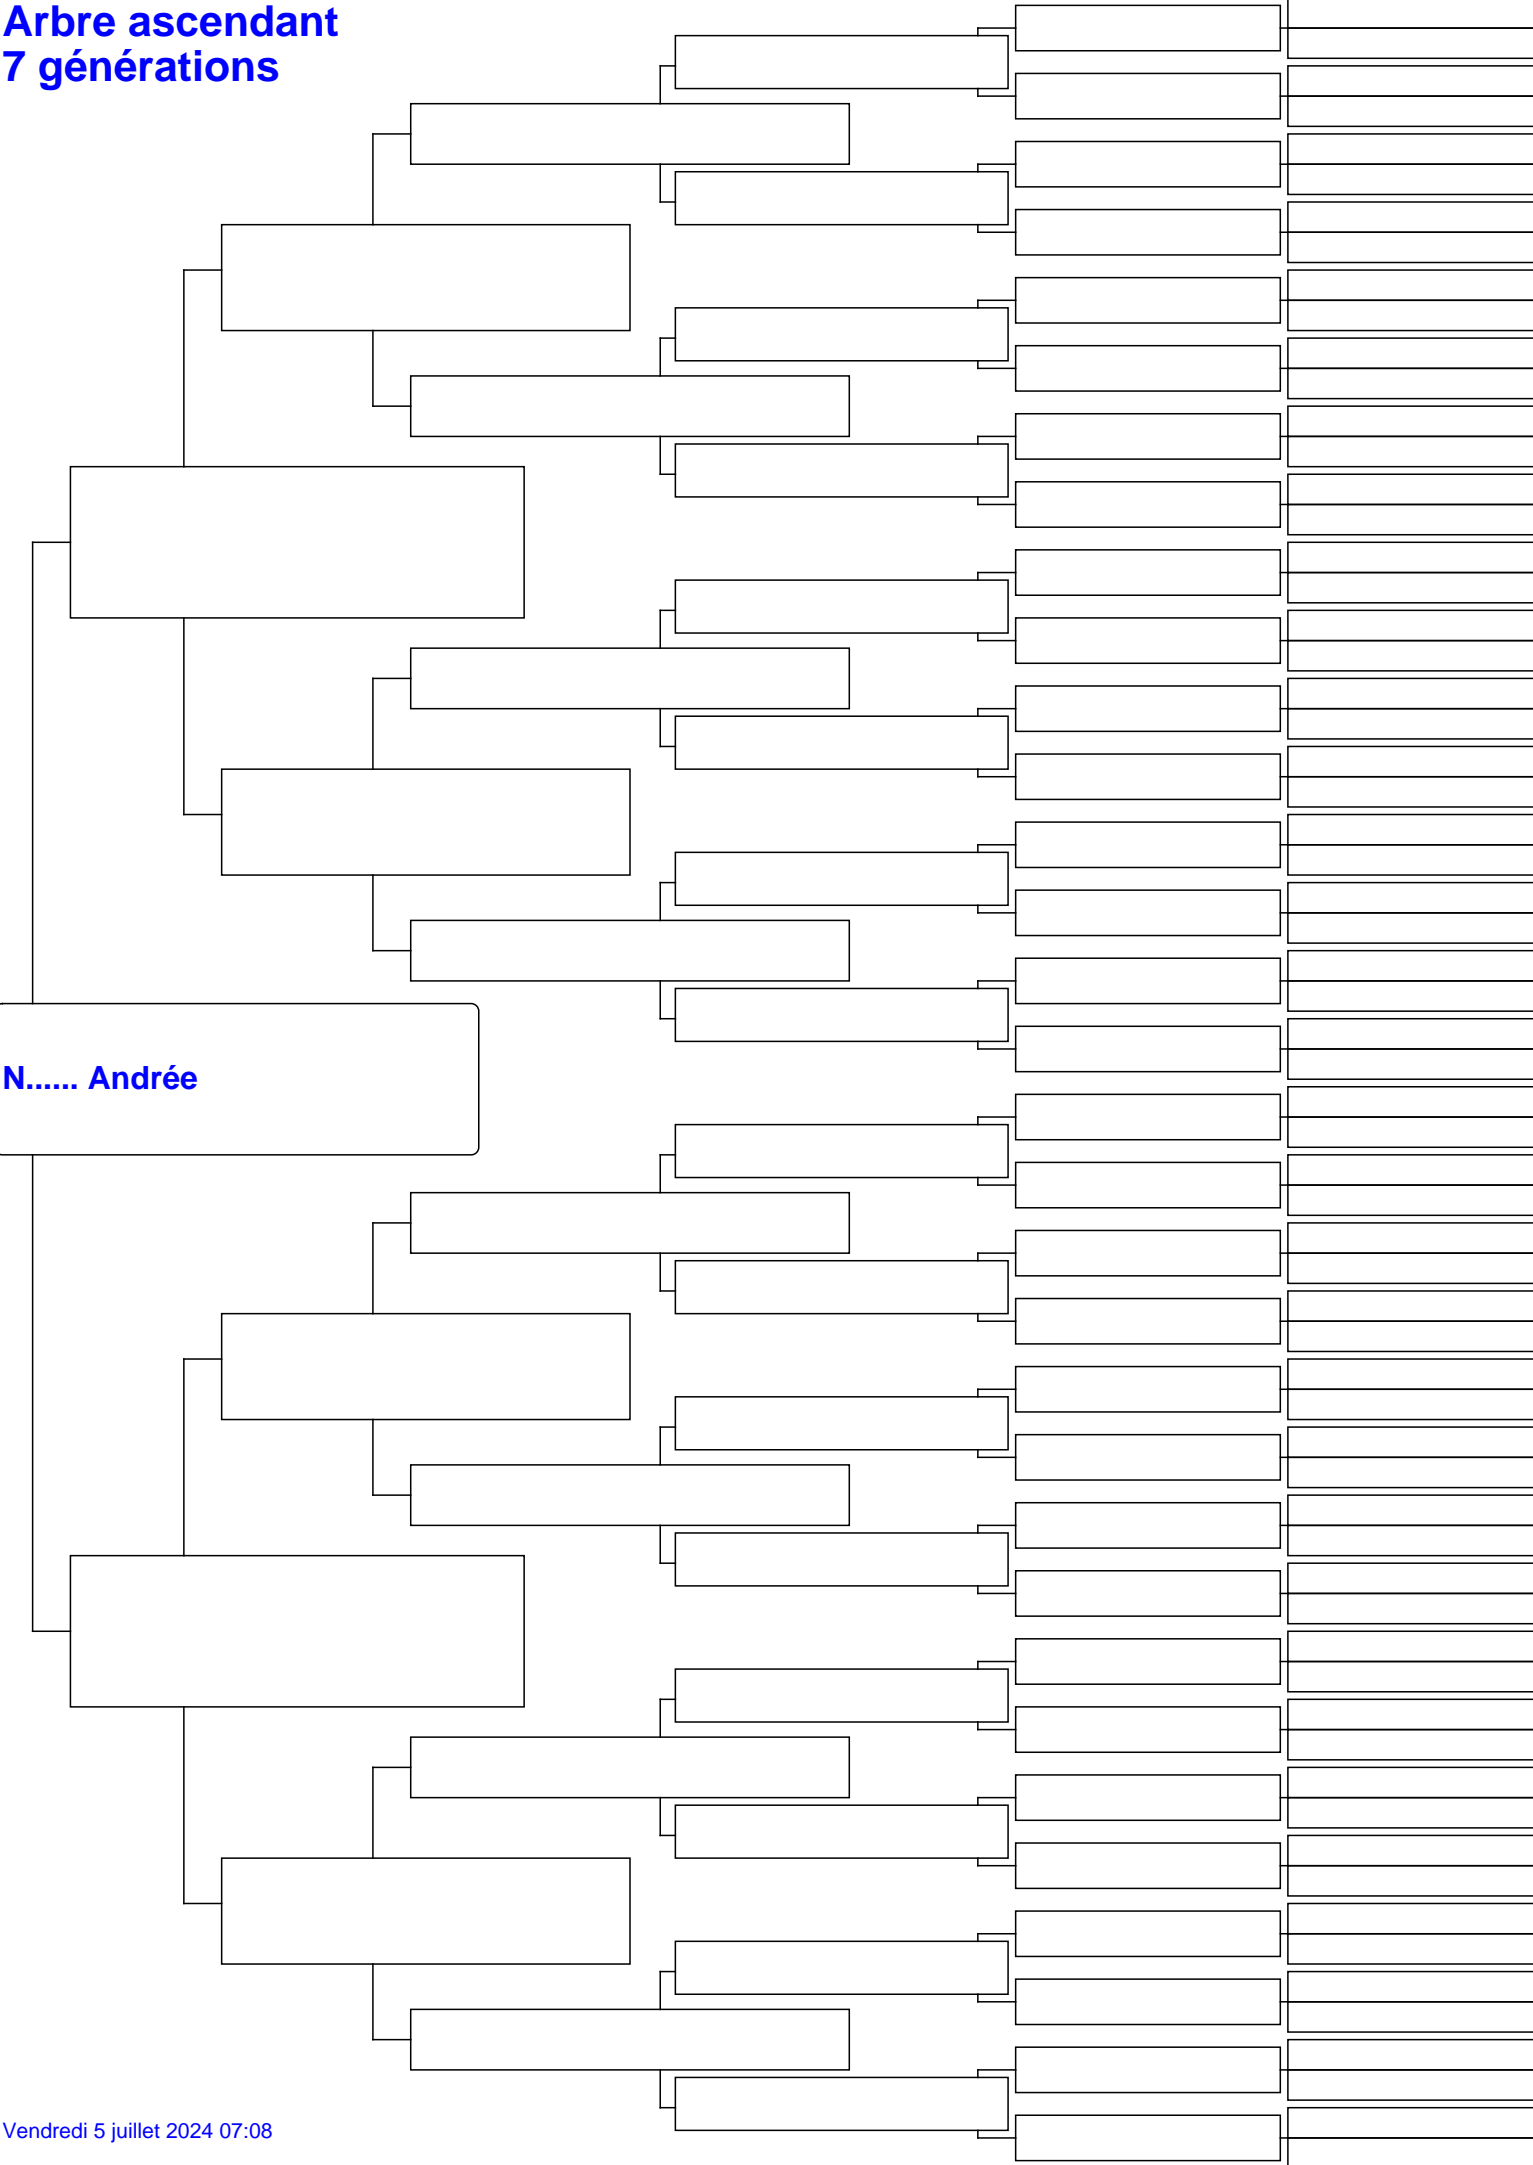 Arbre ascendant
7 générations
N...... Andrée
Vendredi 5 juillet 2024 07:08